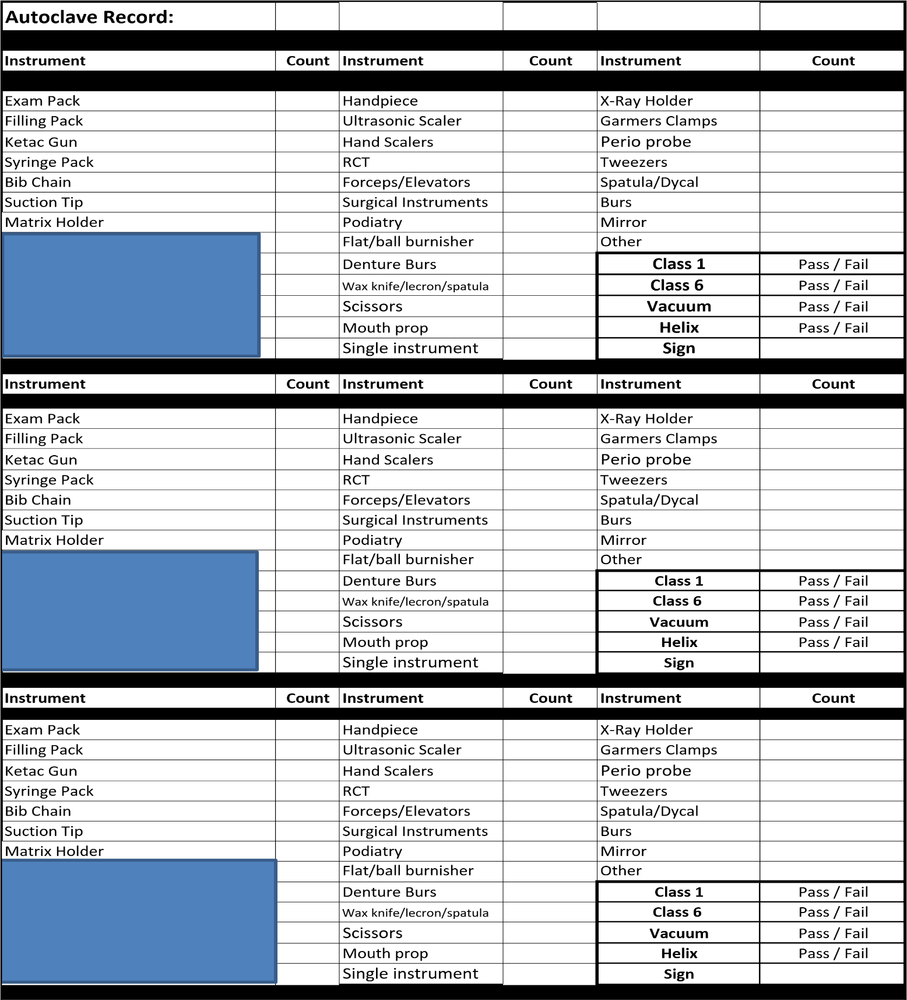 Autoclave Record:
Instrument Count Instrument Count Instrument Count
Exam Pack Handpiece X-Ray Holder
Filling Pack Ultrasonic Scaler Garmers Clamps
Ketac Gun Hand Scalers Perio probe
Syringe Pack RCT Tweezers
Bib Chain Forceps/Elevators Spatula/Dycal
Suction Tip Surgical Instruments Burs
Matrix Holder Podiatry Mirror
Flat/ball burnisher Other
Denture Burs Class 1 Pass / Fail
Wax knife/lecron/spatula Class 6 Pass / Fail
Scissors Vacuum Pass / Fail
Mouth prop Helix Pass / Fail
Single instrument Sign
Instrument Count Instrument Count Instrument Count
Exam Pack Handpiece X-Ray Holder
Filling Pack Ultrasonic Scaler Garmers Clamps
Ketac Gun Hand Scalers Perio probe
Syringe Pack RCT Tweezers
Bib Chain Forceps/Elevators Spatula/Dycal
Suction Tip Surgical Instruments Burs
Matrix Holder Podiatry Mirror
Flat/ball burnisher Other
Denture Burs Class 1 Pass / Fail
Wax knife/lecron/spatula Class 6 Pass / Fail
Scissors Vacuum Pass / Fail
Mouth prop Helix Pass / Fail
Single instrument Sign
Instrument Count Instrument Count Instrument Count
Exam Pack Handpiece X-Ray Holder
Filling Pack Ultrasonic Scaler Garmers Clamps
Ketac Gun Hand Scalers Perio probe
Syringe Pack RCT Tweezers
Bib Chain Forceps/Elevators Spatula/Dycal
Suction Tip Surgical Instruments Burs
Matrix Holder Podiatry Mirror
Flat/ball burnisher Other
Denture Burs Class 1 Pass / Fail
Wax knife/lecron/spatula Class 6 Pass / Fail
Scissors Vacuum Pass / Fail
Mouth prop Helix Pass / Fail
Single instrument Sign